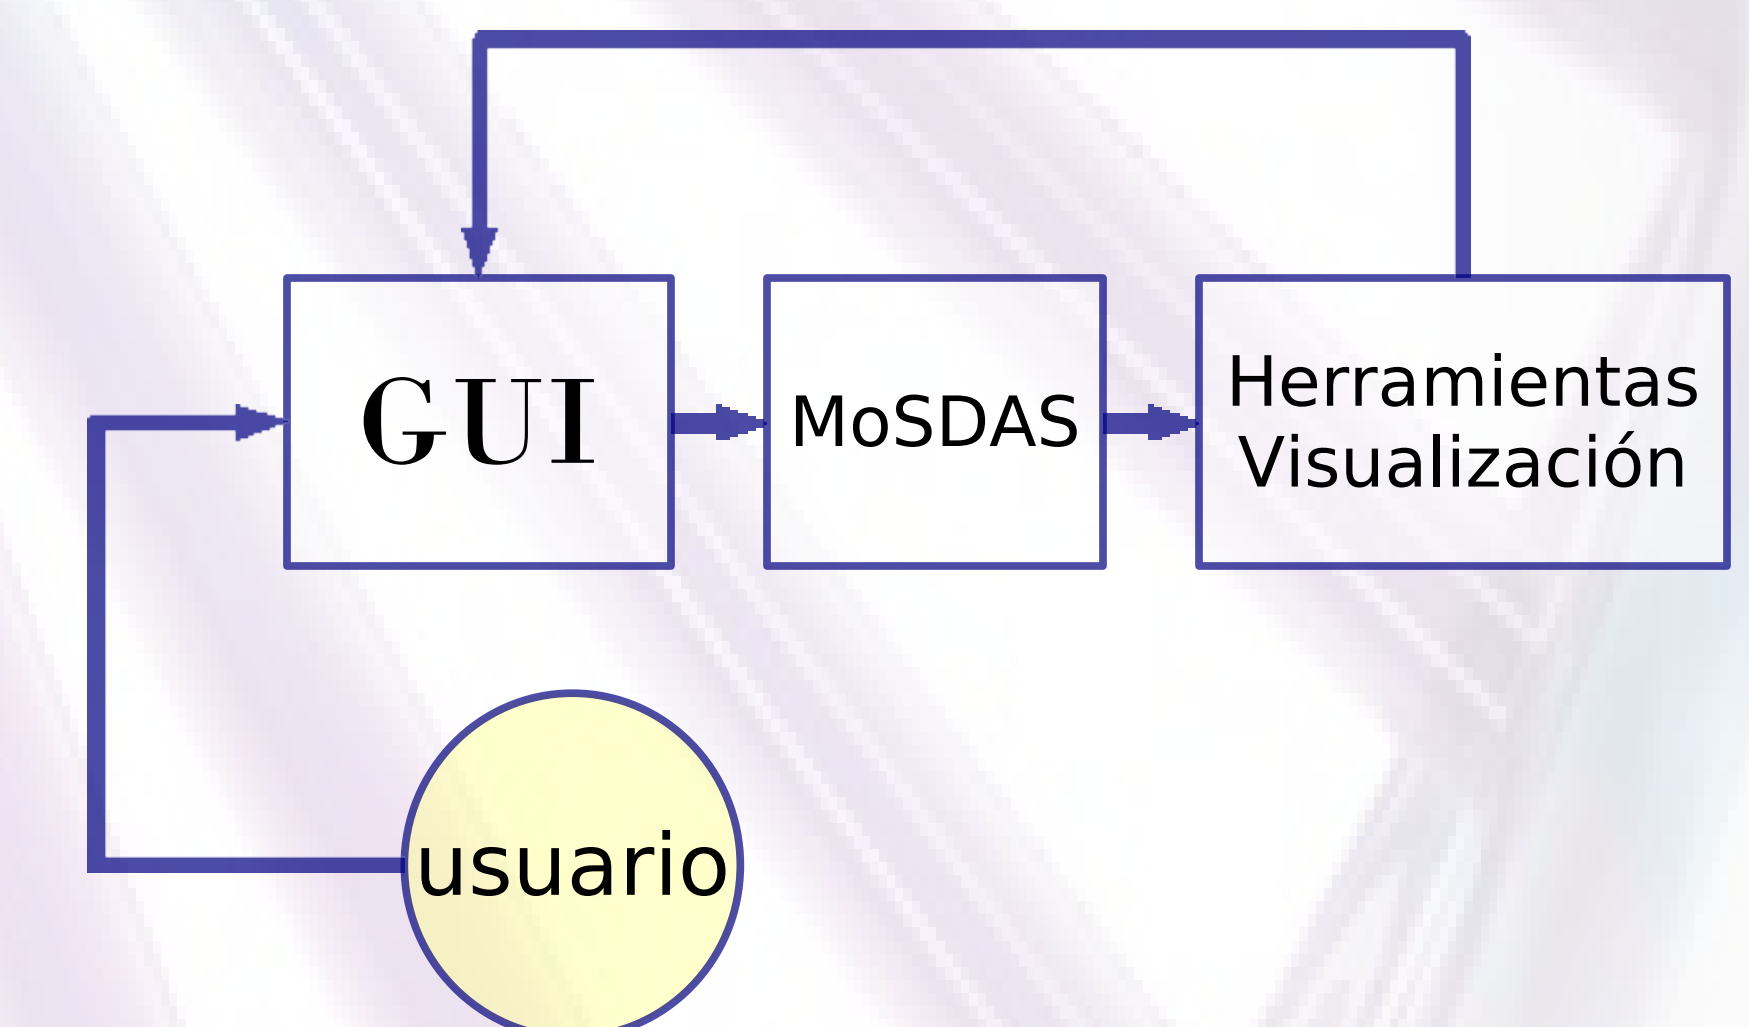 GUI
MoSDAS
Herramientas
Visualización
usuario